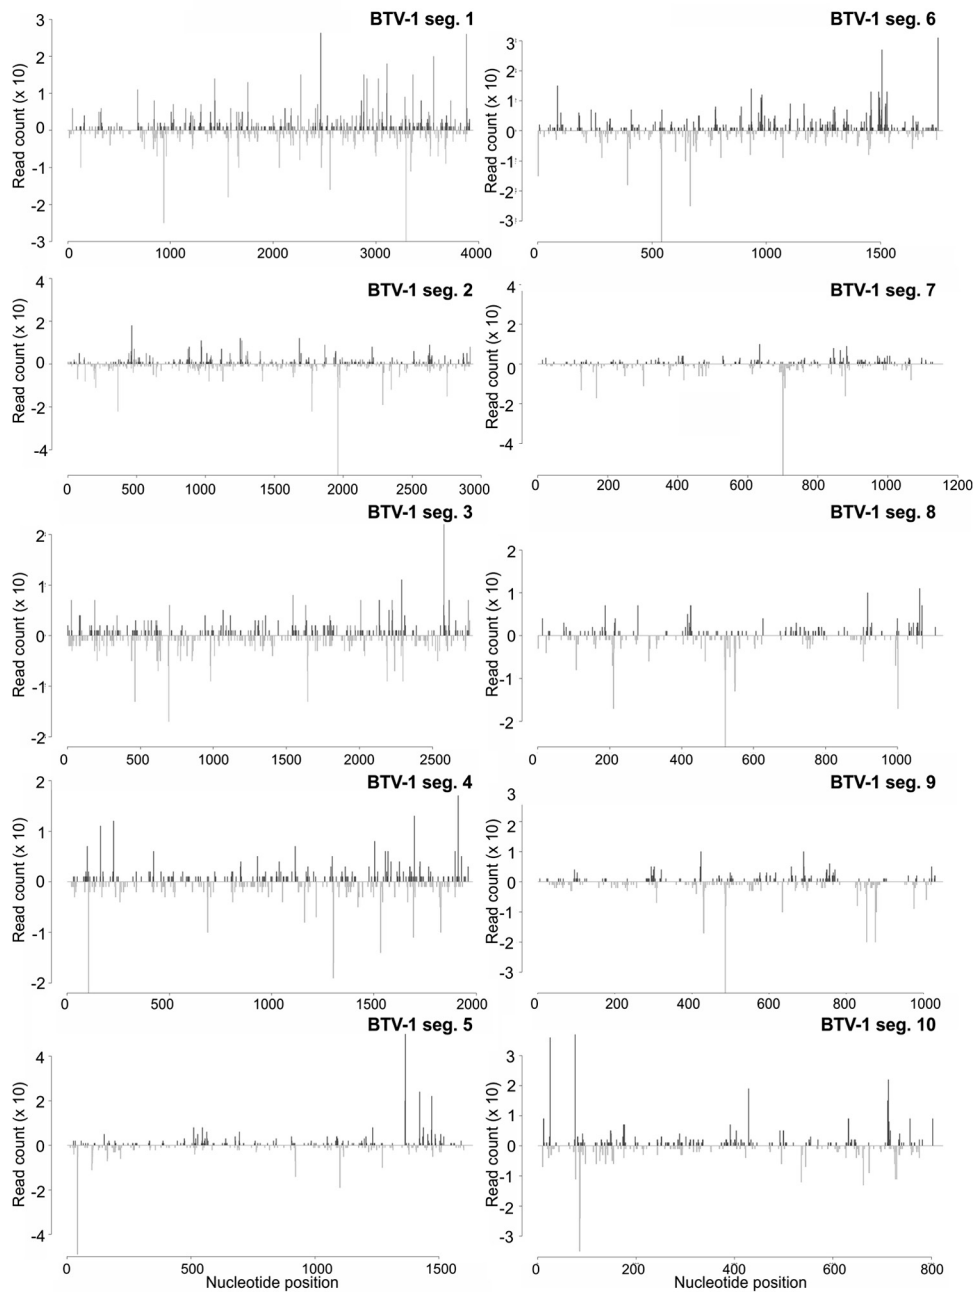 BTV-1 seg. 1
Read count (x 10)
3
2
1
0
-1
-2
-3
0 1000 2000 3000 4000
BTV-1 seg. 6
Read count (x 10)
3
2
1
0
-1
-2
-3
0 500 1000 1500
BTV-1 seg. 2
Read count (x 10)
4
2
0
-2
-4
0 500 1000 1500 2000 2500 3000
BTV-1 seg. 7
Read count (x 10)
4
2
0
-2
-4
0 200 400 600 800 1000 1200
BTV-1 seg. 3
Read count (x 10)
2
1
0
-1
-2
0 500 1000 1500 2000 2500
BTV-1 seg. 8
Read count (x 10)
2
1
0
-1
-2
0 200 400 600 800 1000
BTV-1 seg. 4
Read count (x 10)
2
1
0
-1
-2
0 500 1000 1500 2000
BTV-1 seg. 9
Read count (x 10)
3
2
1
0
-1
-2
-3
0 200 400 600 800 1000
BTV-1 seg. 5
Read count (x 10)
4
2
0
-2
-4
0 500 1000 1500
Nucleotide position
BTV-1 seg. 10
Read count (x 10)
3
2
1
0
-1
-2
-3
0 200 400 600 800
Nucleotide position